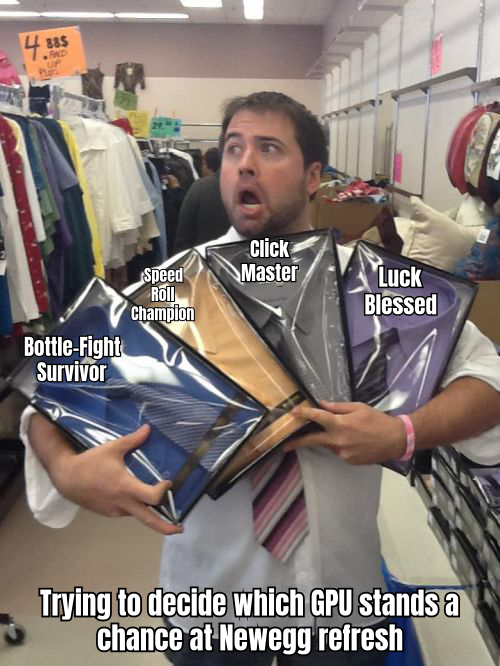 4.88$
AND
UP
PLUS
Click
Master
Speed
Roll
Champion
Luck
Blessed
Bottle-Fight
Survivor
Trying to decide which GPU stands a
chance at Newegg refresh